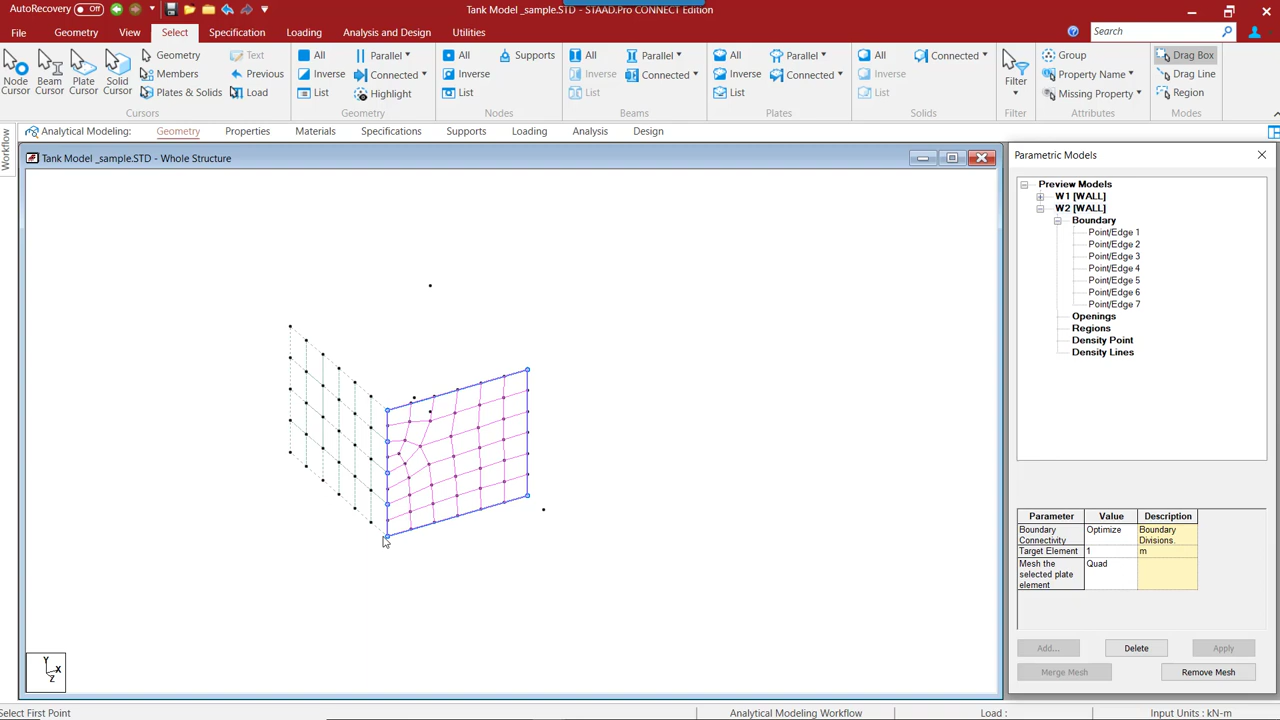 AutoRecovery Off
Tank Model _sample.STD - STAAD.Pro CONNECT Edition
File Geometry View Select Specification Loading Analysis and Design Utilities
Search
Node Cursor
Beam Cursor
Plate Cursor
Solid Cursor
Geometry Text
Members Previous
Plates & Solids Load
Cursors
All Parallel
Inverse Connected
List Highlight
Geometry
All Supports
Inverse
List
Nodes
All Parallel
Inverse Connected
List
Beams
All Parallel
Inverse Connected
List
Plates
All Connected
Inverse
List
Solids
Filter
Filter
Group
Property Name
Missing Property
Attributes
Drag Box
Drag Line
Region
Modes
Workflow
Analytical Modeling: Geometry Properties Materials Specifications Supports Loading Analysis Design
Tank Model _sample.STD - Whole Structure
Y
X
Z
Parametric Models
Preview Models
W1 [WALL]
W2 [WALL]
Boundary
Point/Edge 1
Point/Edge 2
Point/Edge 3
Point/Edge 4
Point/Edge 5
Point/Edge 6
Point/Edge 7
Openings
Regions
Density Point
Density Lines
Parameter Value Description
Boundary Connectivity Optimize Boundary Divisions.
Target Element 1 m
Mesh the selected plate element Quad
Add... Delete Apply
Merge Mesh Remove Mesh
Select First Point
Analytical Modeling Workflow Load : Input Units : kN-m